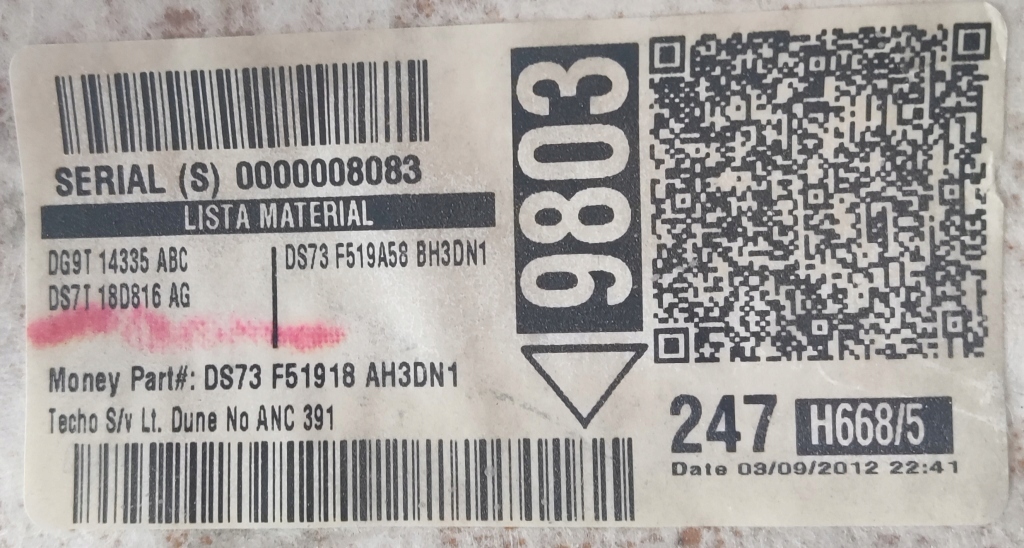 SERIAL (S) 0000008083
LISTA MATERIAL
DG9T 14335 ABC
DS7T 18D816 AG
DS73 F519A58 BH3DN1
Money Part#: DS73 F51918 AH3DN1
Techo S/v Lt. Dune No ANC 391
9803
247 H668/5
Date 03/09/2012 22:41